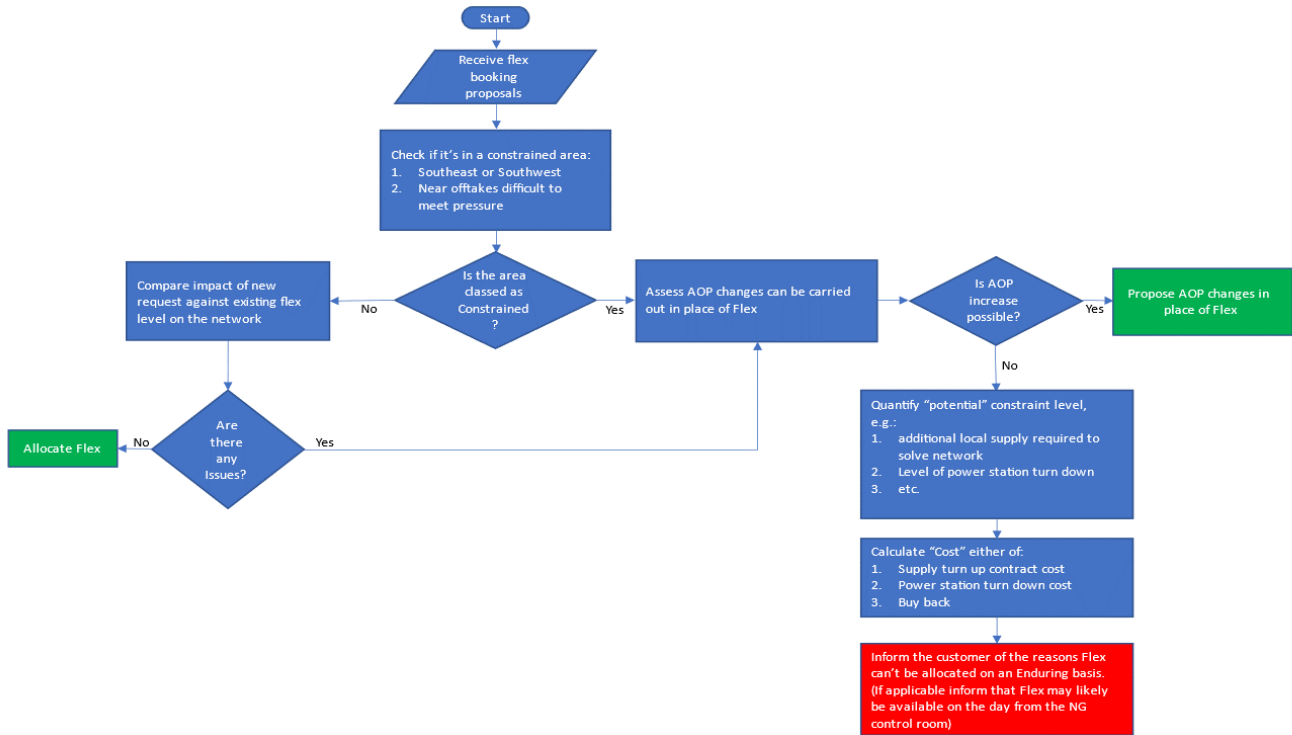 Start
Receive flex
booking
proposals
Check if it's in a constrained area:
1. Southeast or Southwest
2. Near offtakes difficult to
meet pressure
Is the area
classed as
Constrained
?
No
Yes
Compare impact of new
request against existing flex
level on the network
Assess AOP changes can be carried
out in place of Flex
Is AOP
increase
possible?
Yes
Propose AOP changes in
place of Flex
No
Are
there
any
Issues?
No
Yes
Allocate Flex
Quantify “potential” constraint level,
e.g.:
1. additional local supply required to
solve network
2. Level of power station turn down
3. etc.
Calculate “Cost” either of:
1. Supply turn up contract cost
2. Power station turn down cost
3. Buy back
Inform the customer of the reasons Flex
can’t be allocated on an Enduring basis.
(If applicable inform that Flex may likely
be available on the day from the NG
control room)